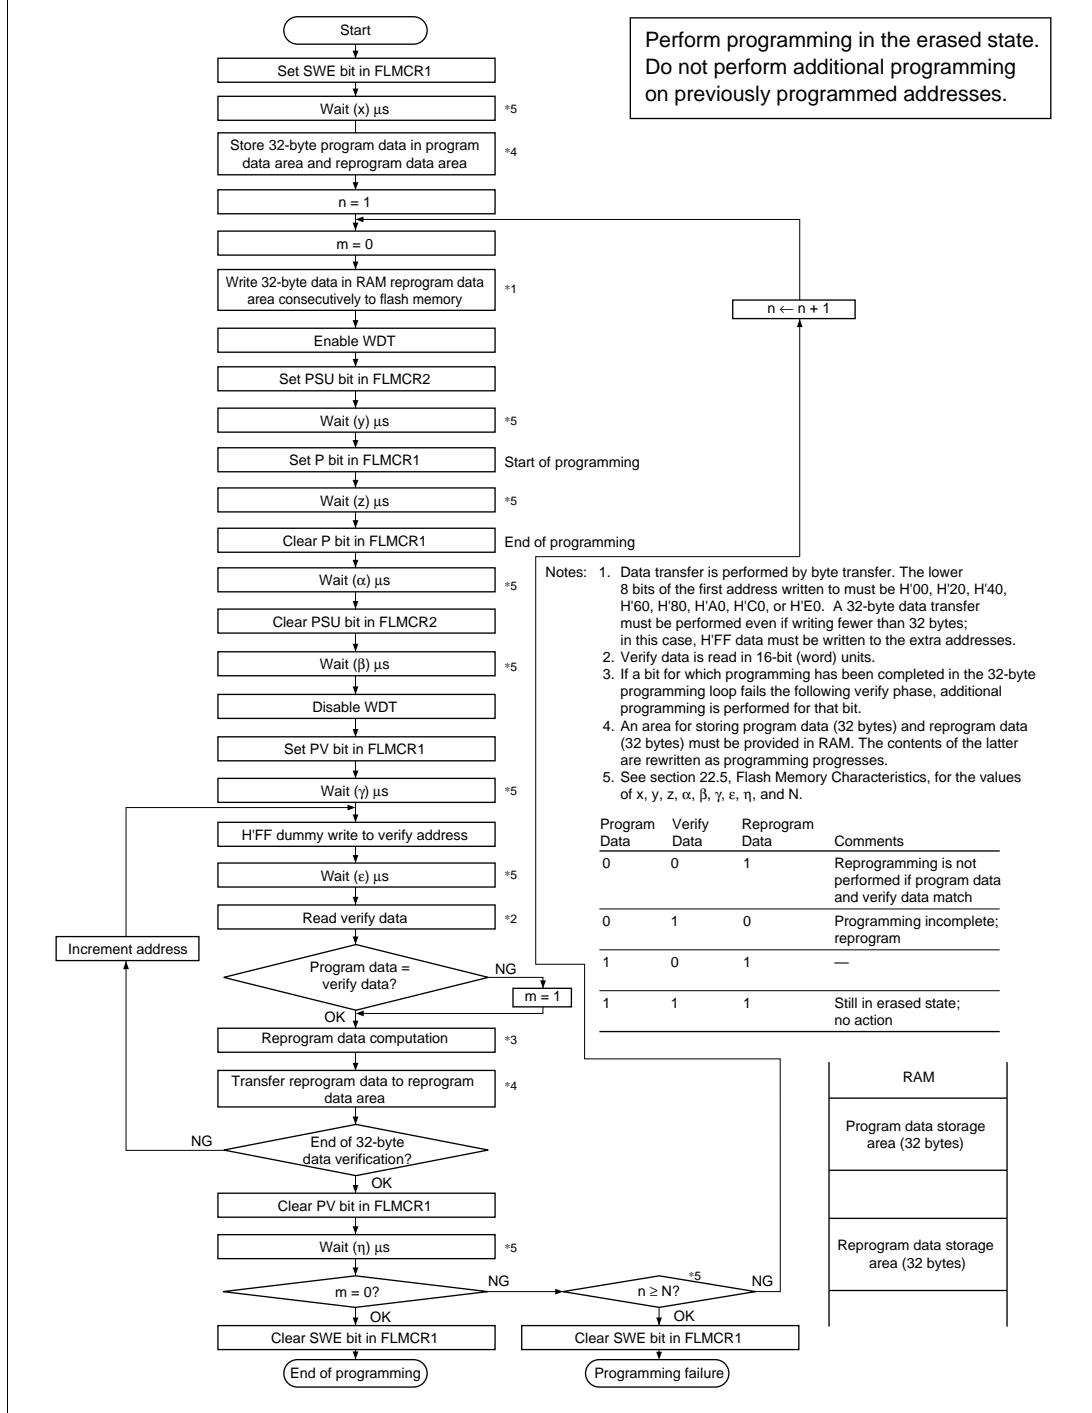 Start
Perform programming in the erased state.
Do not perform additional programming
on previously programmed addresses.
Set SWE bit in FLMCR1
Wait (x) μs
*5
Store 32-byte program data in program
data area and reprogram data area
*4
n = 1
m = 0
Write 32-byte data in RAM reprogram data
area consecutively to flash memory
*1
n ← n + 1
Enable WDT
Set PSU bit in FLMCR2
Wait (y) μs
*5
Set P bit in FLMCR1
Start of programming
Wait (z) μs
*5
Clear P bit in FLMCR1
End of programming
Wait (α) μs
*5
Clear PSU bit in FLMCR2
Wait (β) μs
*5
Disable WDT
Set PV bit in FLMCR1
Wait (γ) μs
*5
H'FF dummy write to verify address
Wait (ε) μs
*5
Read verify data
*2
Increment address
Program data =
verify data?
NG
m = 1
OK
Reprogram data computation
*3
Transfer reprogram data to reprogram
data area
*4
NG
End of 32-byte
data verification?
OK
Clear PV bit in FLMCR1
Wait (η) μs
*5
m = 0?
NG
*5
n ≥ N?
NG
OK
OK
Clear SWE bit in FLMCR1
Clear SWE bit in FLMCR1
End of programming
Programming failure
Notes: 1. Data transfer is performed by byte transfer. The lower
8 bits of the first address written to must be H'00, H'20, H'40,
H'60, H'80, H'A0, H'C0, or H'E0. A 32-byte data transfer
must be performed even if writing fewer than 32 bytes;
in this case, H'FF data must be written to the extra addresses.
2. Verify data is read in 16-bit (word) units.
3. If a bit for which programming has been completed in the 32-byte
programming loop fails the following verify phase, additional
programming is performed for that bit.
4. An area for storing program data (32 bytes) and reprogram data
(32 bytes) must be provided in RAM. The contents of the latter
are rewritten as programming progresses.
5. See section 22.5, Flash Memory Characteristics, for the values
of x, y, z, α, β, γ, ε, η, and N.
Program Verify Reprogram
Data Data Data Comments
0 0 1 Reprogramming is not
performed if program data
and verify data match
0 1 0 Programming incomplete;
reprogram
1 0 1 —
1 1 1 Still in erased state;
no action
RAM
Program data storage
area (32 bytes)
Reprogram data storage
area (32 bytes)